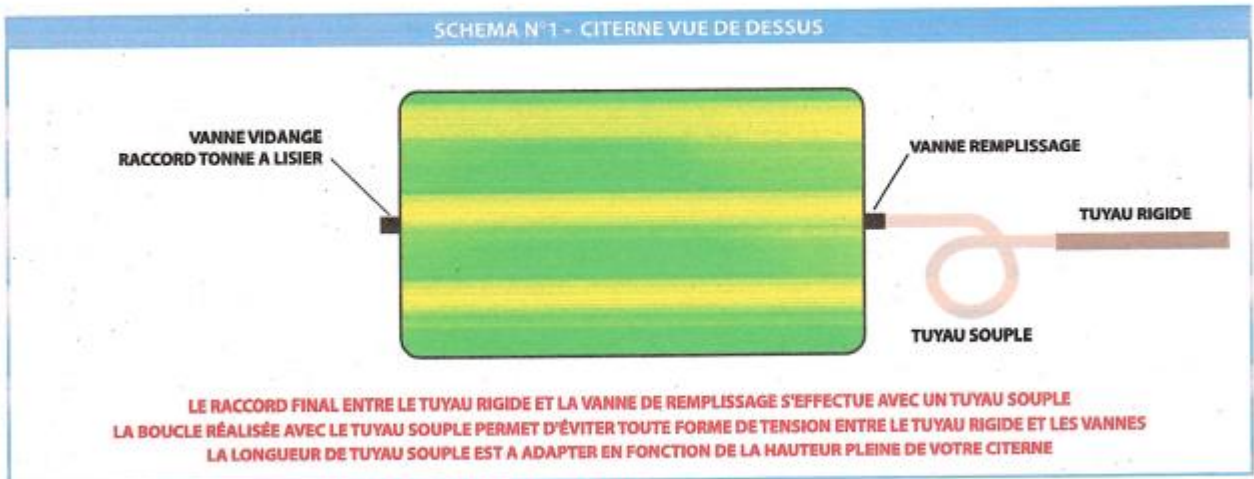 SCHEMA N°1 - CITERNE VUE DE DESSUS
VANNE VIDANGE
RACCORD TONNE A LISIER
VANNE REMPLISSAGE
TUYAU RIGIDE
TUYAU SOUPLE
LE RACCORD FINAL ENTRE LE TUYAU RIGIDE ET LA VANNE DE REMPLISSAGE S'EFFECTUE AVEC UN TUYAU SOUPLE
LA BOUCLE RÉALISÉE AVEC LE TUYAU SOUPLE PERMET D'ÉVITER TOUTE FORME DE TENSION ENTRE LE TUYAU RIGIDE ET LES VANNES
LA LONGUEUR DE TUYAU SOUPLE EST A ADAPTER EN FONCTION DE LA HAUTEUR PLEINE DE VOTRE CITERNE